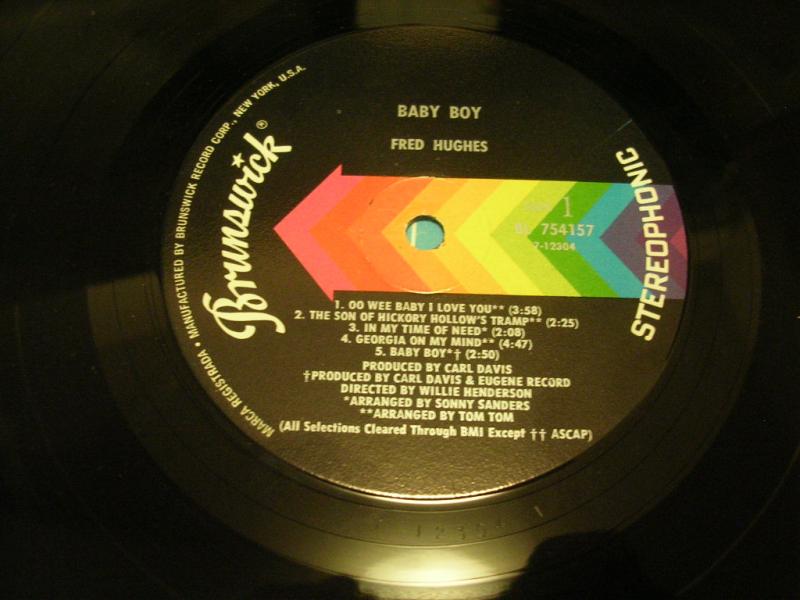 BABY BOY
FRED HUGHES
MARCA REGISTRADA • MANUFACTURED BY BRUNSWICK RECORD CORP., NEW YORK, U.S.A.
Brunswick®
STEREOPHONIC
1
BL 754157
7-12304
1. OO WEE BABY I LOVE YOU** (3:58)
2. THE SON OF HICKORY HOLLOW'S TRAMP** (2:25)
3. IN MY TIME OF NEED* (2:08)
4. GEORGIA ON MY MIND** (4:47)
5. BABY BOY*† (2:50)
PRODUCED BY CARL DAVIS
†PRODUCED BY CARL DAVIS & EUGENE RECORD
DIRECTED BY WILLIE HENDERSON
*ARRANGED BY SONNY SANDERS
**ARRANGED BY TOM TOM
(All Selections Cleared Through BMI Except †† ASCAP)